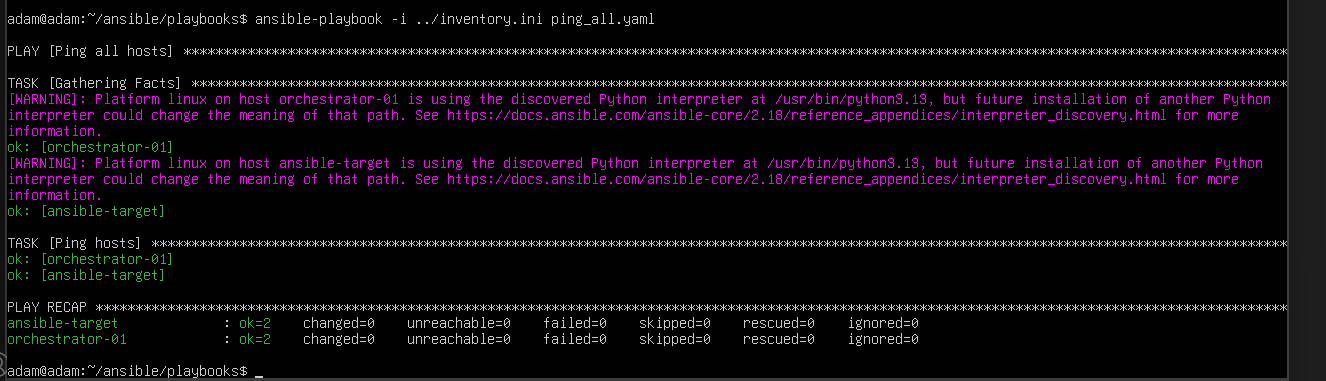 adam@adam:~/ansible/playbooks$ ansible-playbook -i ../inventory.ini ping_all.yaml
PLAY [Ping all hosts] ******************************************************************************************************************************************
TASK [Gathering Facts] *****************************************************************************************************************************************
[WARNING]: Platform linux on host orchestrator-01 is using the discovered Python interpreter at /usr/bin/python3.13, but future installation of another Python
interpreter could change the meaning of that path. See https://docs.ansible.com/ansible-core/2.18/reference_appendices/interpreter_discovery.html for more
information.
ok: [orchestrator-01]
[WARNING]: Platform linux on host ansible-target is using the discovered Python interpreter at /usr/bin/python3.13, but future installation of another Python
interpreter could change the meaning of that path. See https://docs.ansible.com/ansible-core/2.18/reference_appendices/interpreter_discovery.html for more
information.
ok: [ansible-target]
TASK [Ping hosts] **********************************************************************************************************************************************
ok: [orchestrator-01]
ok: [ansible-target]
PLAY RECAP *****************************************************************************************************************************************************
ansible-target             : ok=2    changed=0    unreachable=0    failed=0    skipped=0    rescued=0    ignored=0
orchestrator-01            : ok=2    changed=0    unreachable=0    failed=0    skipped=0    rescued=0    ignored=0
adam@adam:~/ansible/playbooks$ _